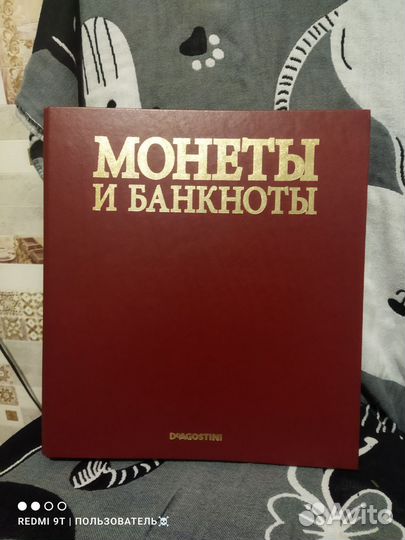 МОНЕТЫ
И БАНКНОТЫ
DEAGOSTINI
REDMI 9T | ПОЛЬЗОВАТЕЛЬ☠
Avito